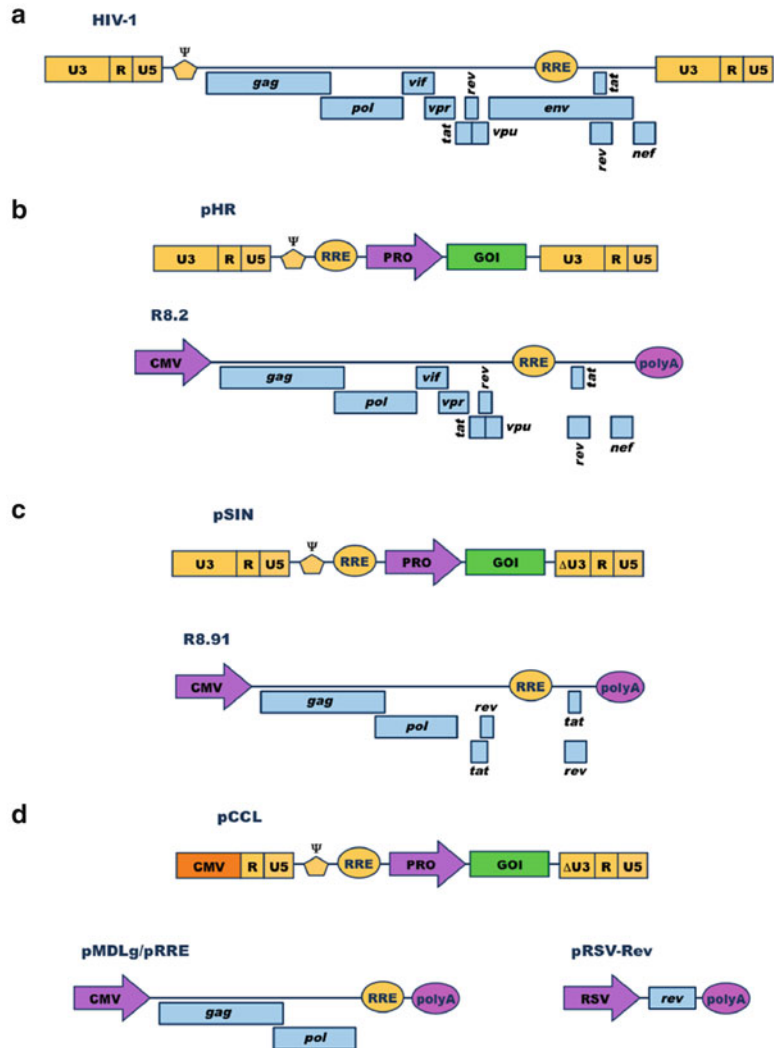 a
HIV-1
U3 R U5 Ψ RRE U3 R U5
gag vif rev tat
pol vpr env
tat vpu rev nef
b
pHR
U3 R U5 Ψ RRE PRO GOI U3 R U5
R8.2
CMV RRE polyA
gag vif rev tat
pol vpr
tat vpu rev nef
c
pSIN
U3 R U5 Ψ RRE PRO GOI ΔU3 R U5
R8.91
CMV RRE polyA
gag rev tat
pol
tat rev
d
pCCL
CMV R U5 Ψ RRE PRO GOI ΔU3 R U5
pMDLg/pRRE pRSV-Rev
CMV RRE polyA RSV rev polyA
gag
pol